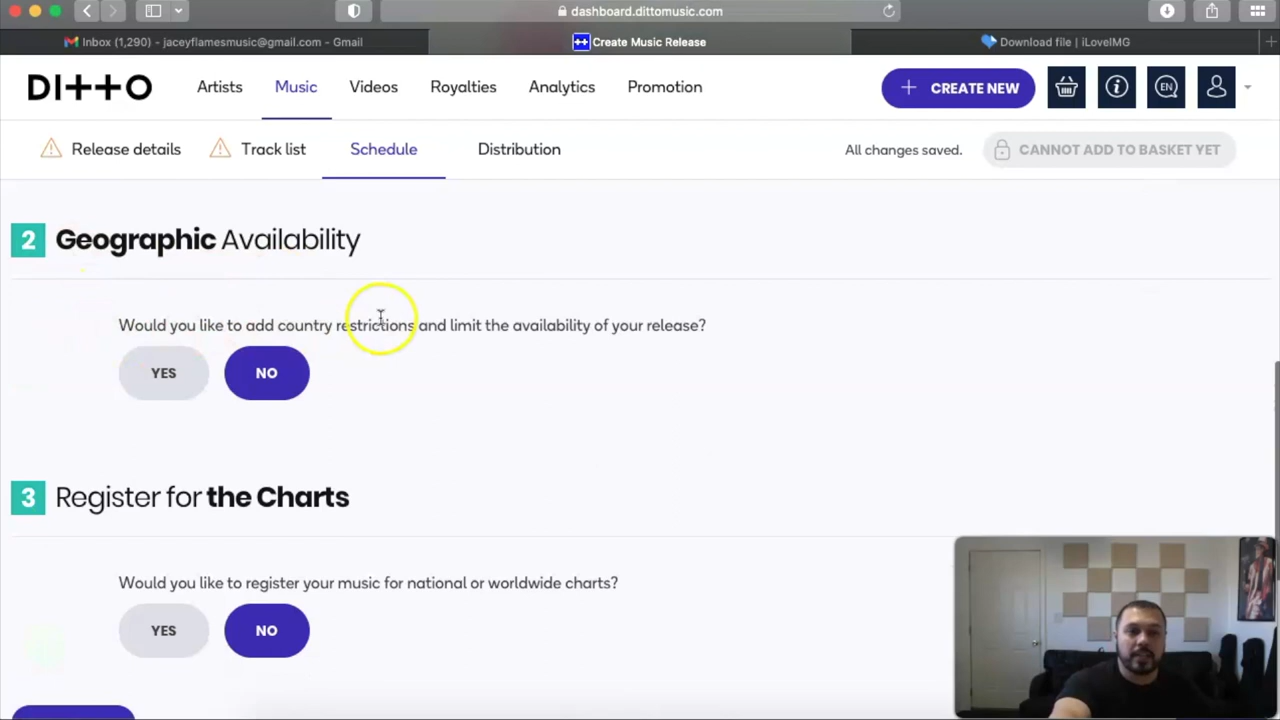 dashboard.dittomusic.com
Inbox (1,290) - jaceyflamesmusic@gmail.com - Gmail
Create Music Release
Download file | iLoveIMG
DITTO
Artists
Music
Videos
Royalties
Analytics
Promotion
CREATE NEW
EN
Release details
Track list
Schedule
Distribution
All changes saved.
CANNOT ADD TO BASKET YET
2 Geographic Availability
Would you like to add country restrictions and limit the availability of your release?
YES
NO
3 Register for the Charts
Would you like to register your music for national or worldwide charts?
YES
NO